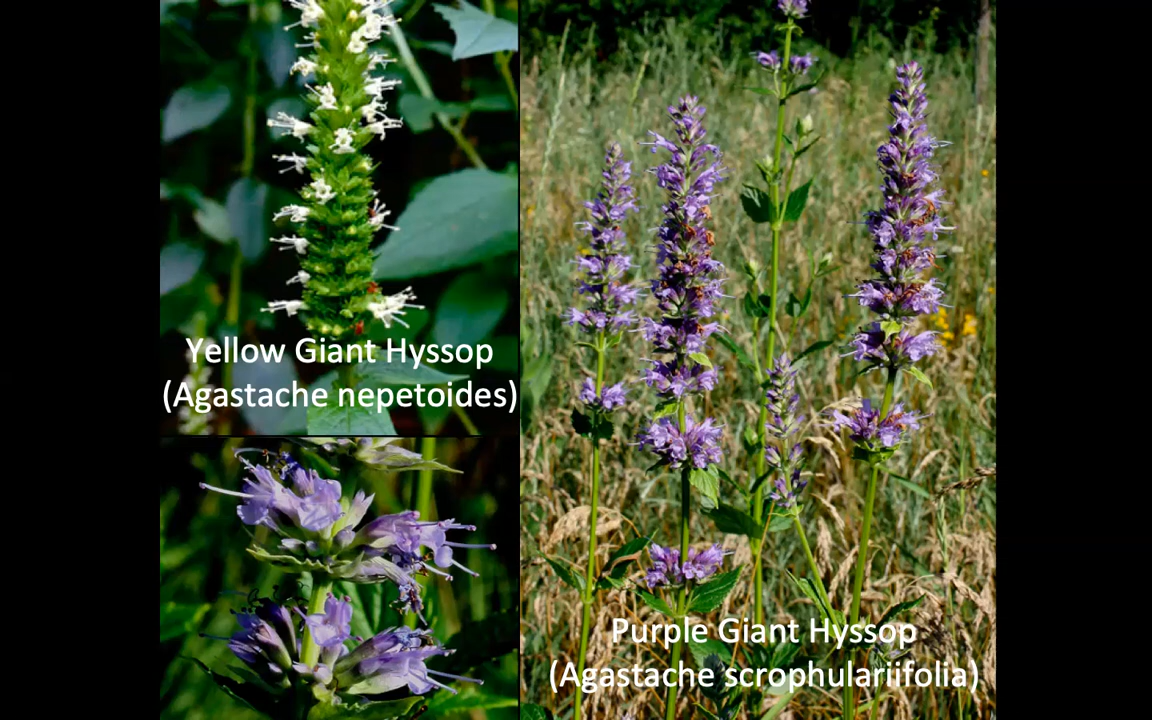 Yellow Giant Hyssop
(Agastache nepetoides)
Purple Giant Hyssop
(Agastache scrophulariifolia)